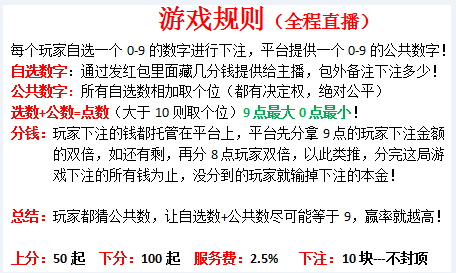 游戏规则（全程直播）
每个玩家自选一个 0-9 的数字进行下注，平台提供一个 0-9 的公共数字！
自选数字：通过发红包里面藏几分钱提供给主播，包外备注下注多少！
公共数字：所有自选数字相加取个位（都有决定权，绝对公平）
选数+公数=点数（大于 10 则取个位）9 点最大 0 点最小！
分钱：玩家下注的钱都托管在平台上，平台先分拿 9 点的玩家下注金额
的双倍，如还有剩，再分 8 点玩家双倍，以此类推，分完这局游
戏下注的所有钱为止，没分到的玩家就输掉下注的本金！
总结：玩家都猜公共数，让自选数+公共数尽可能等于 9，赢率就越高！
上分：50 起 下分：100 起 服务费：2.5% 下注：10 块---不封顶